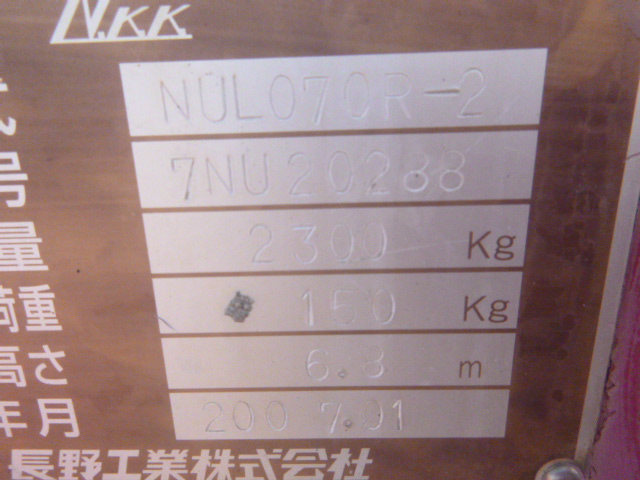 N.K.K.
NUL070R-2
号 7NU20288
量 2300 Kg
荷重 150 Kg
高さ 6.8 m
年月 2007.01
長野工業株式会社